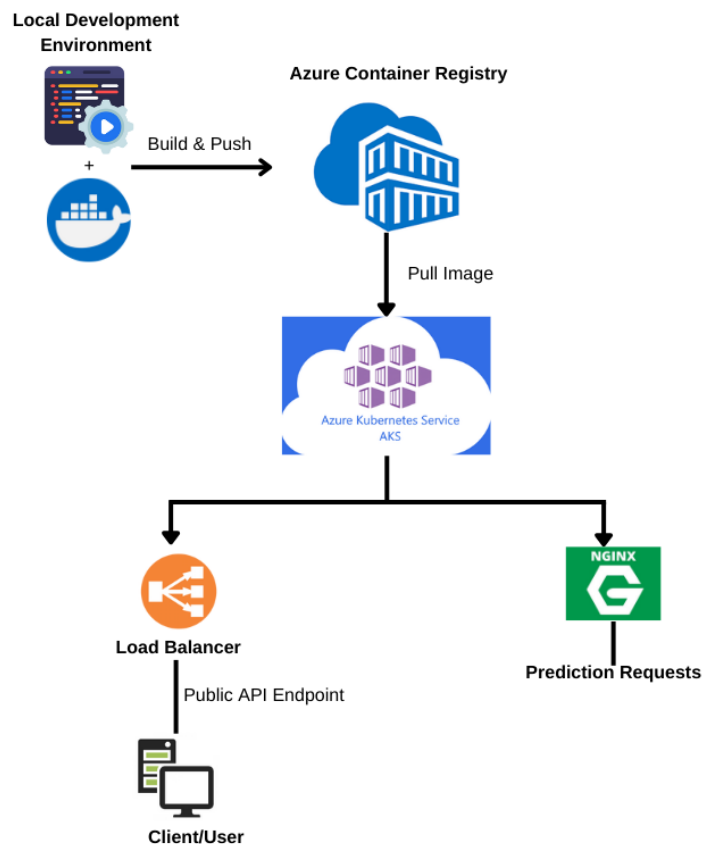 Local Development
Environment
Azure Container Registry
Build & Push
+
Pull Image
Azure Kubernetes Service
AKS
NGINX
G
Load Balancer
Prediction Requests
Public API Endpoint
Client/User